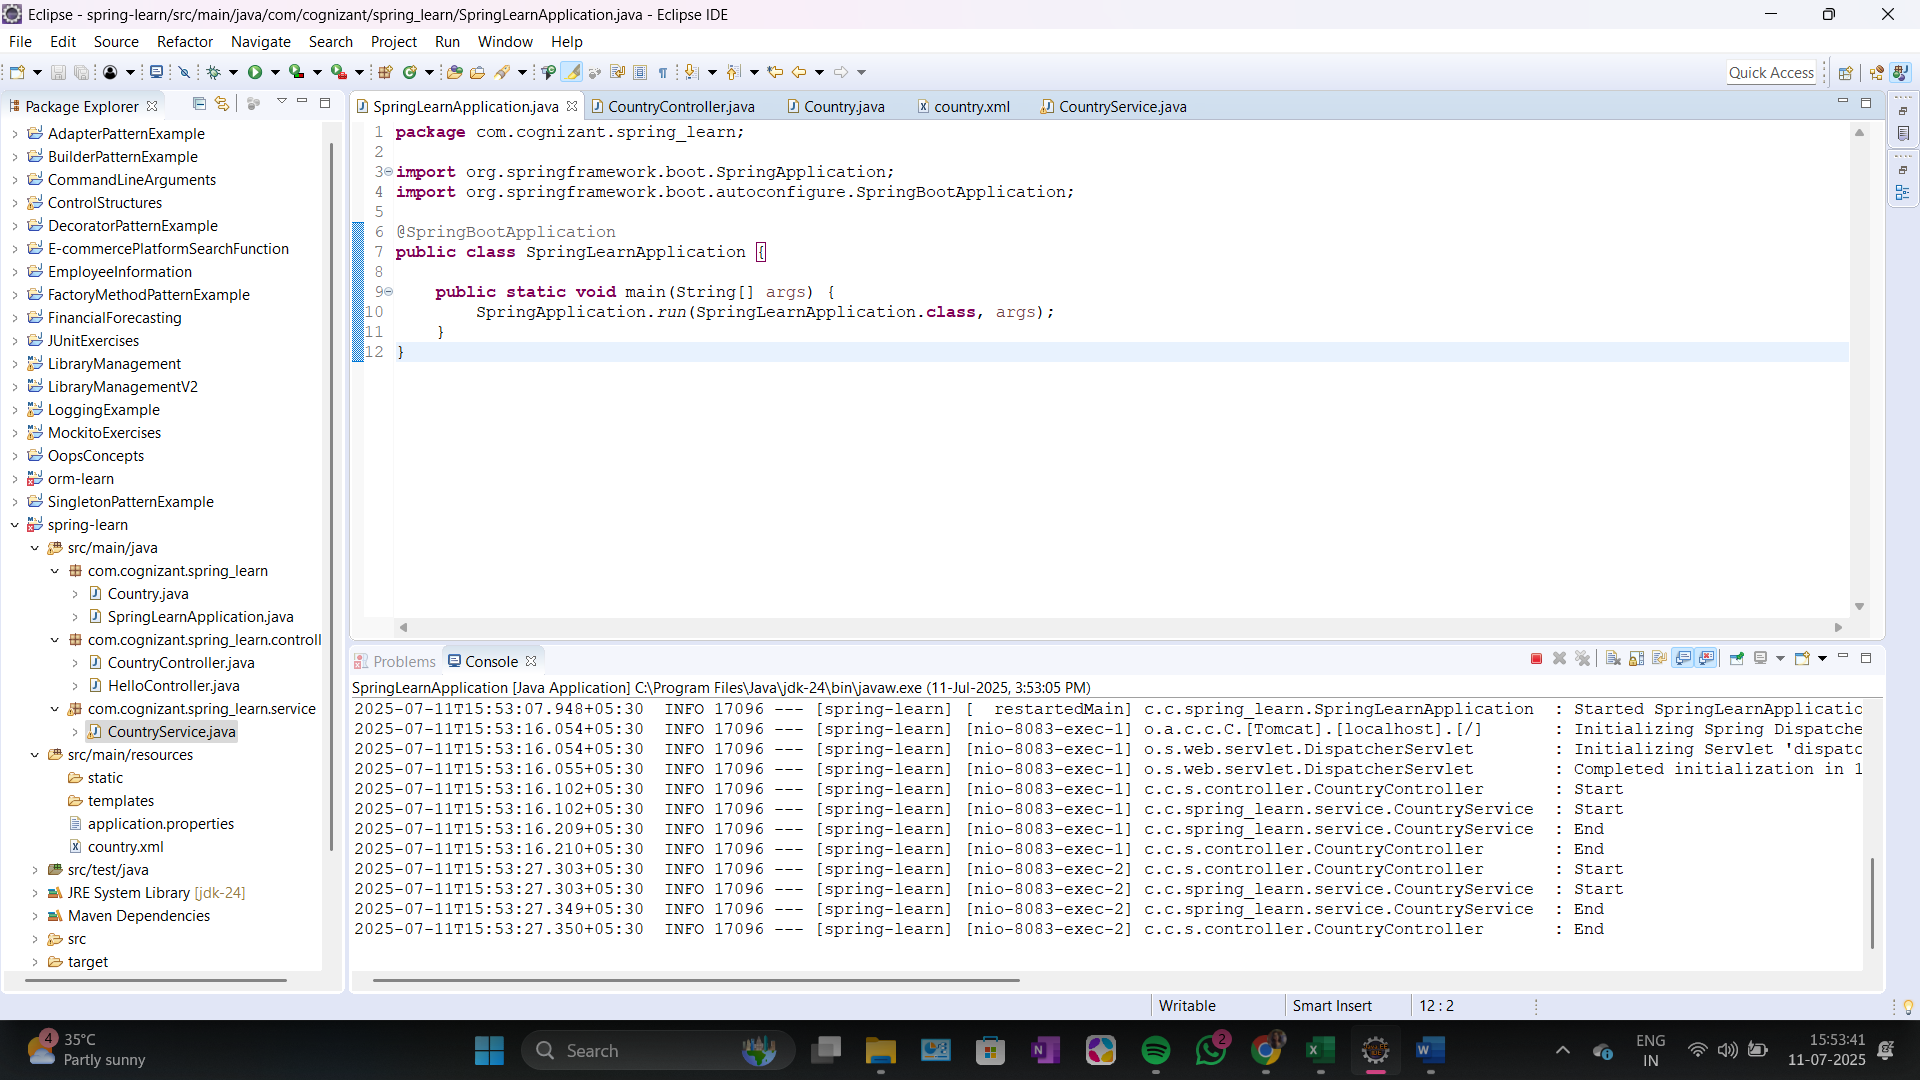 Eclipse - spring-learn/src/main/java/com/cognizant/spring_learn/SpringLearnApplication.java - Eclipse IDE
File Edit Source Refactor Navigate Search Project Run Window Help
Quick Access
Package Explorer
AdapterPatternExample
BuilderPatternExample
CommandLineArguments
ControlStructures
DecoratorPatternExample
E-commercePlatformSearchFunction
EmployeeInformation
FactoryMethodPatternExample
FinancialForecasting
JUnitExercises
LibraryManagement
LibraryManagementV2
LoggingExample
MockitoExercises
OopsConcepts
orm-learn
SingletonPatternExample
spring-learn
src/main/java
com.cognizant.spring_learn
Country.java
SpringLearnApplication.java
com.cognizant.spring_learn.controll
CountryController.java
HelloController.java
com.cognizant.spring_learn.service
CountryService.java
src/main/resources
static
templates
application.properties
country.xml
src/test/java
JRE System Library [jdk-24]
Maven Dependencies
src
target
SpringLearnApplication.java CountryController.java Country.java country.xml CountryService.java
1 package com.cognizant.spring_learn;
2
3 import org.springframework.boot.SpringApplication;
4 import org.springframework.boot.autoconfigure.SpringBootApplication;
5
6 @SpringBootApplication
7 public class SpringLearnApplication {
8
9 public static void main(String[] args) {
10 SpringApplication.run(SpringLearnApplication.class, args);
11 }
12 }
Problems Console
SpringLearnApplication [Java Application] C:\Program Files\Java\jdk-24\bin\javaw.exe (11-Jul-2025, 3:53:05 PM)
2025-07-11T15:53:07.948+05:30 INFO 17096 --- [spring-learn] [ restartedMain] c.c.spring_learn.SpringLearnApplication : Started SpringLearnApplicatic
2025-07-11T15:53:16.054+05:30 INFO 17096 --- [spring-learn] [nio-8083-exec-1] o.a.c.c.C.[Tomcat].[localhost].[/] : Initializing Spring Dispatche
2025-07-11T15:53:16.054+05:30 INFO 17096 --- [spring-learn] [nio-8083-exec-1] o.s.web.servlet.DispatcherServlet : Initializing Servlet 'dispatc
2025-07-11T15:53:16.055+05:30 INFO 17096 --- [spring-learn] [nio-8083-exec-1] o.s.web.servlet.DispatcherServlet : Completed initialization in 1
2025-07-11T15:53:16.102+05:30 INFO 17096 --- [spring-learn] [nio-8083-exec-1] c.c.s.controller.CountryController : Start
2025-07-11T15:53:16.102+05:30 INFO 17096 --- [spring-learn] [nio-8083-exec-1] c.c.spring_learn.service.CountryService : Start
2025-07-11T15:53:16.209+05:30 INFO 17096 --- [spring-learn] [nio-8083-exec-1] c.c.spring_learn.service.CountryService : End
2025-07-11T15:53:16.210+05:30 INFO 17096 --- [spring-learn] [nio-8083-exec-1] c.c.s.controller.CountryController : End
2025-07-11T15:53:27.303+05:30 INFO 17096 --- [spring-learn] [nio-8083-exec-2] c.c.s.controller.CountryController : Start
2025-07-11T15:53:27.303+05:30 INFO 17096 --- [spring-learn] [nio-8083-exec-2] c.c.spring_learn.service.CountryService : Start
2025-07-11T15:53:27.349+05:30 INFO 17096 --- [spring-learn] [nio-8083-exec-2] c.c.spring_learn.service.CountryService : End
2025-07-11T15:53:27.350+05:30 INFO 17096 --- [spring-learn] [nio-8083-exec-2] c.c.s.controller.CountryController : End
Writable Smart Insert 12 : 2
4
35°C
Partly sunny
Search
2
ENG
IN
15:53:41
11-07-2025